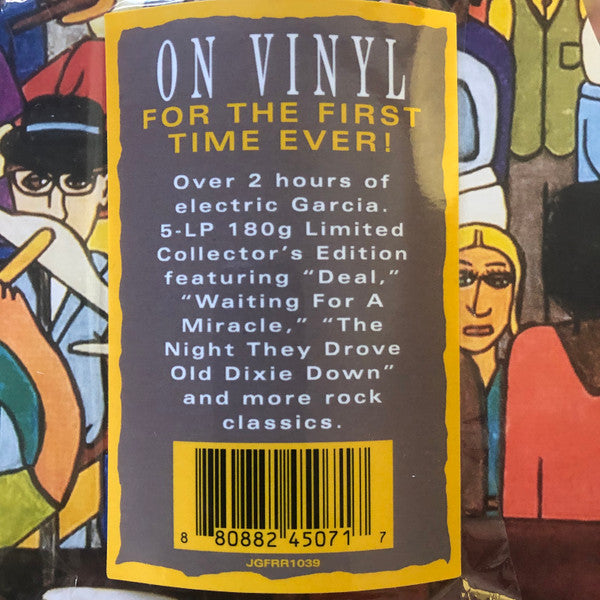 ON VINYL
FOR THE FIRST
TIME EVER!
Over 2 hours of
electric Garcia.
5-LP 180g Limited
Collector's Edition
featuring "Deal,"
"Waiting For A
Miracle," "The
Night They Drove
Old Dixie Down"
and more rock
classics.
8 80882 45071 7
JGFRR1039